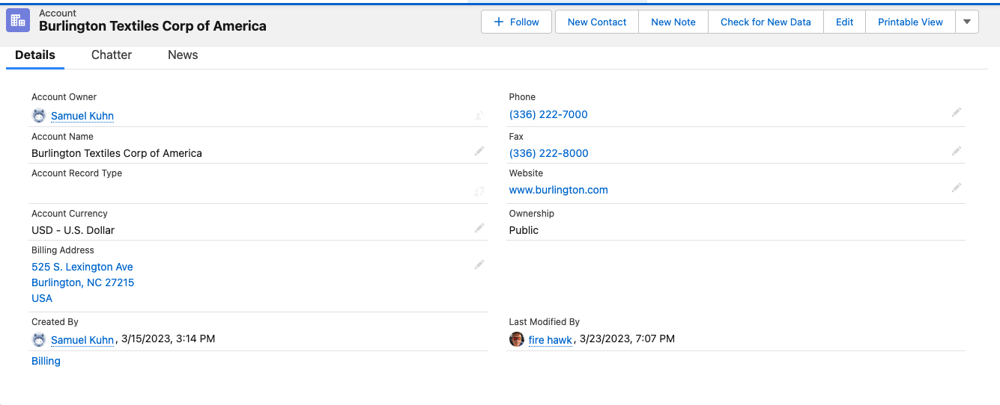 Account
Burlington Textiles Corp of America
Follow New Contact New Note Check for New Data Edit Printable View
Details Chatter News
Account Owner
Samuel Kuhn
Account Name
Burlington Textiles Corp of America
Account Record Type
Account Currency
USD - U.S. Dollar
Billing Address
525 S. Lexington Ave
Burlington, NC 27215
USA
Created By
Samuel Kuhn, 3/15/2023, 3:14 PM
Billing
Phone
(336) 222-7000
Fax
(336) 222-8000
Website
www.burlington.com
Ownership
Public
Last Modified By
fire hawk, 3/23/2023, 7:07 PM